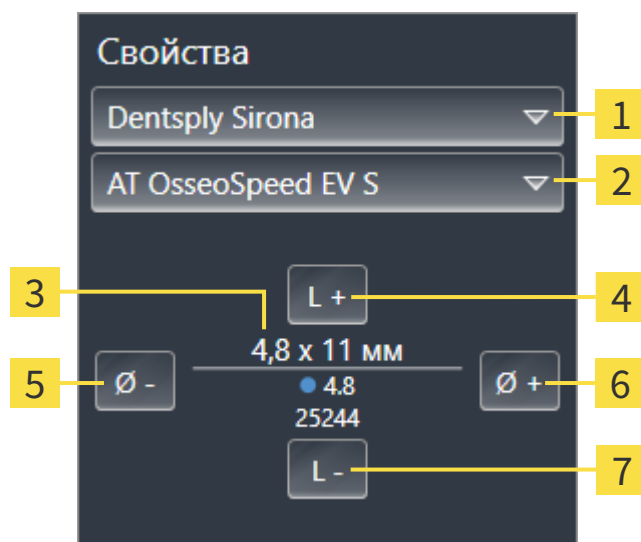 Свойства
Dentsply Sirona
1
AT OsseoSpeed EV S
2
3
L +
4
4,8 x 11 мм
5
Ø -
4.8
Ø +
6
25244
L -
7